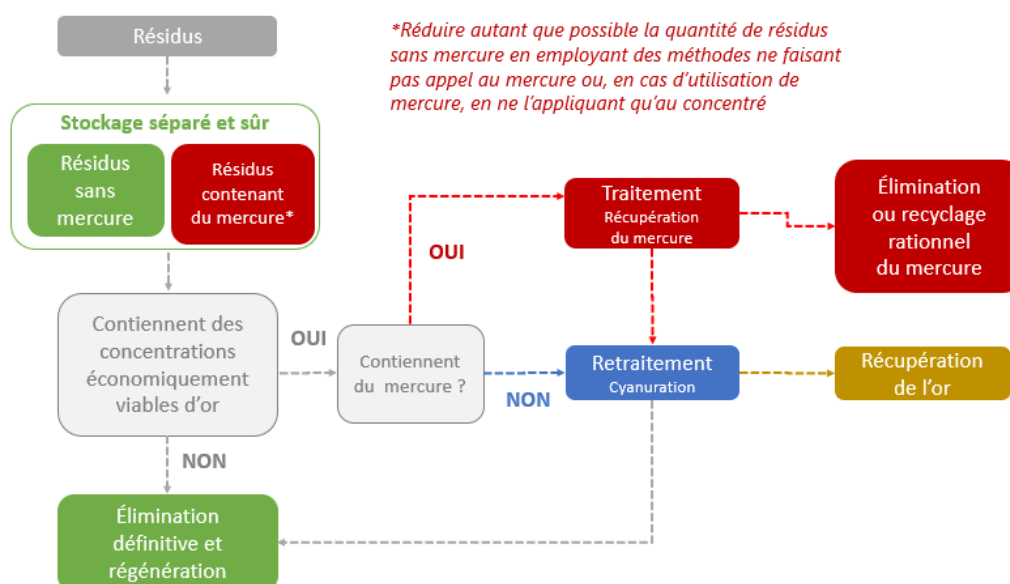 Résidus
*Réduire autant que possible la quantité de résidus
sans mercure en employant des méthodes ne faisant
pas appel au mercure ou, en cas d'utilisation de
mercure, en ne l'appliquant qu'au concentré
Stockage séparé et sûr
Résidus
sans
mercure
Résidus
contenant
du mercure*
Traitement
Récupération
du mercure
Élimination
ou recyclage
rationnel
du mercure
OUI
Contiennent des
concentrations
économiquement
viables d'or
OUI
Contiennent
du mercure ?
NON
Retraitement
Cyanuration
Récupération
de l'or
NON
Élimination
définitive et
régénération